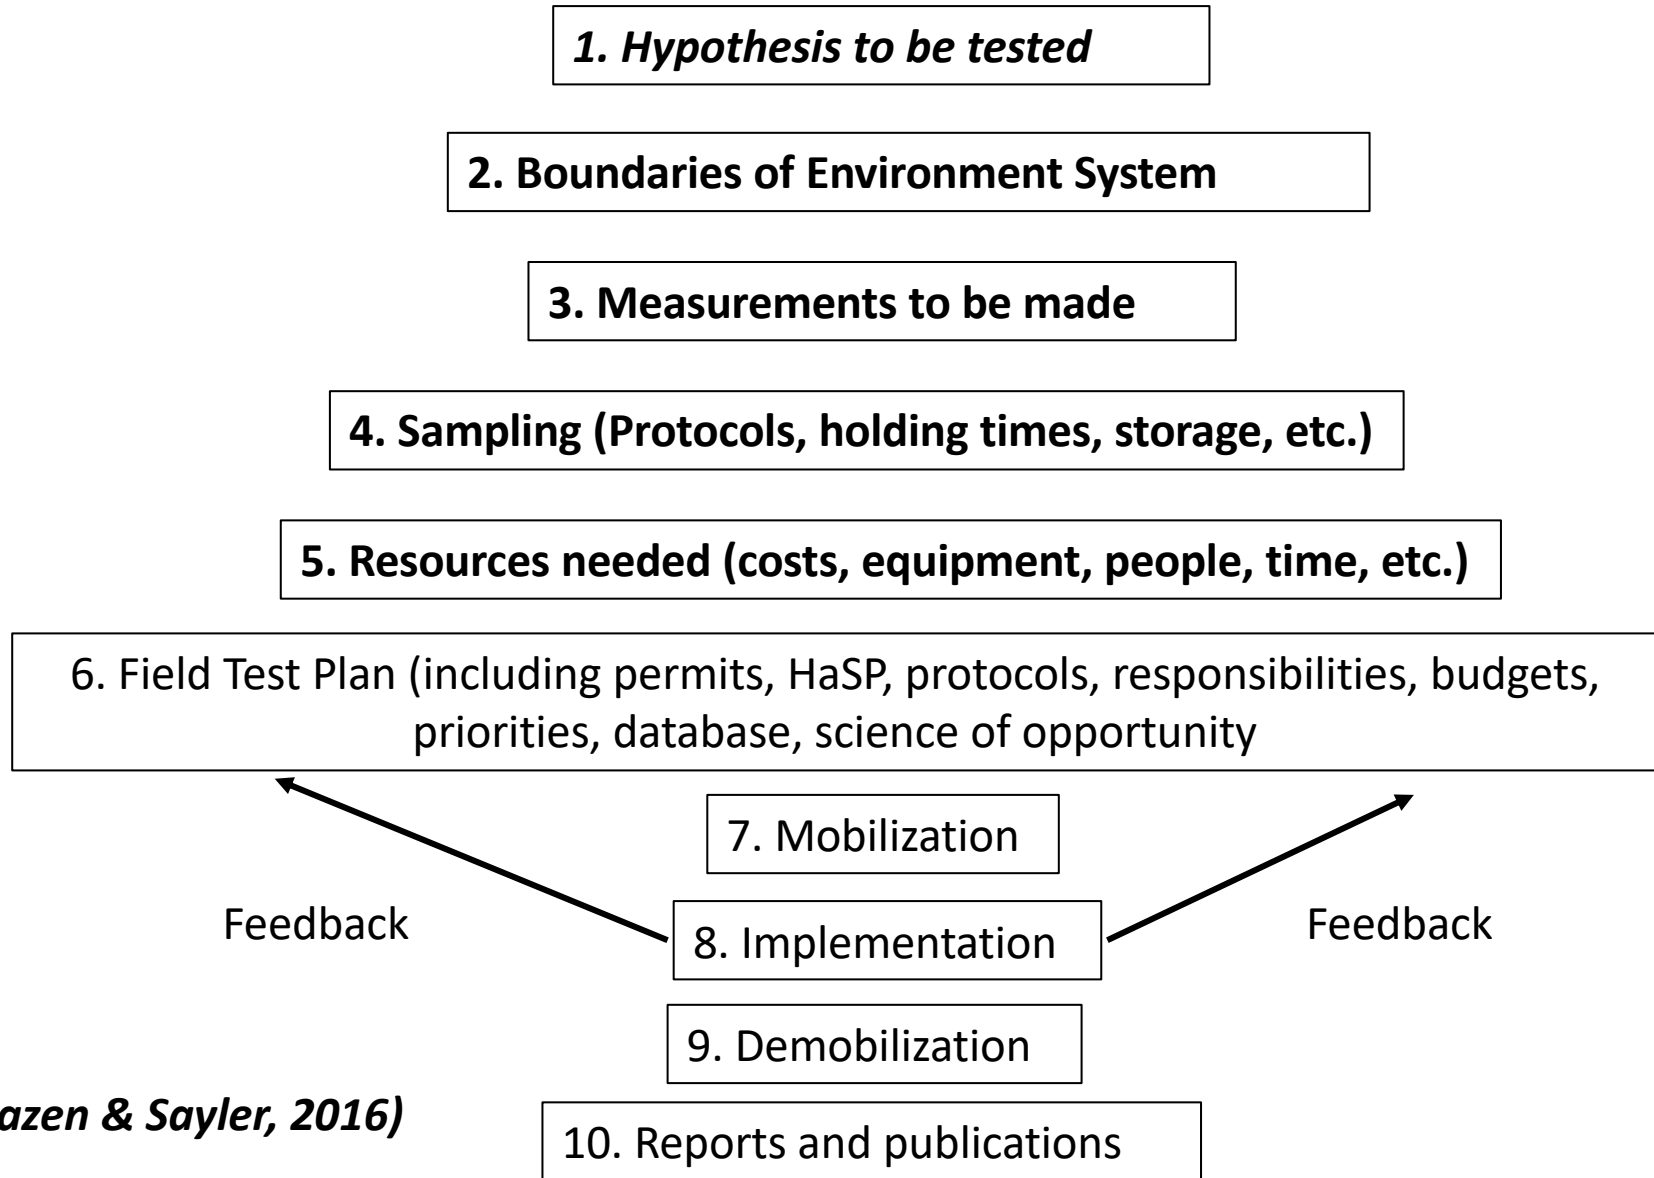 1. Hypothesis to be tested
2. Boundaries of Environment System
3. Measurements to be made
4. Sampling (Protocols, holding times, storage, etc.)
5. Resources needed (costs, equipment, people, time, etc.)
6. Field Test Plan (including permits, HaSP, protocols, responsibilities, budgets,
priorities, database, science of opportunity
7. Mobilization
Feedback
8. Implementation
Feedback
9. Demobilization
azen & Sayler, 2016)
10. Reports and publications